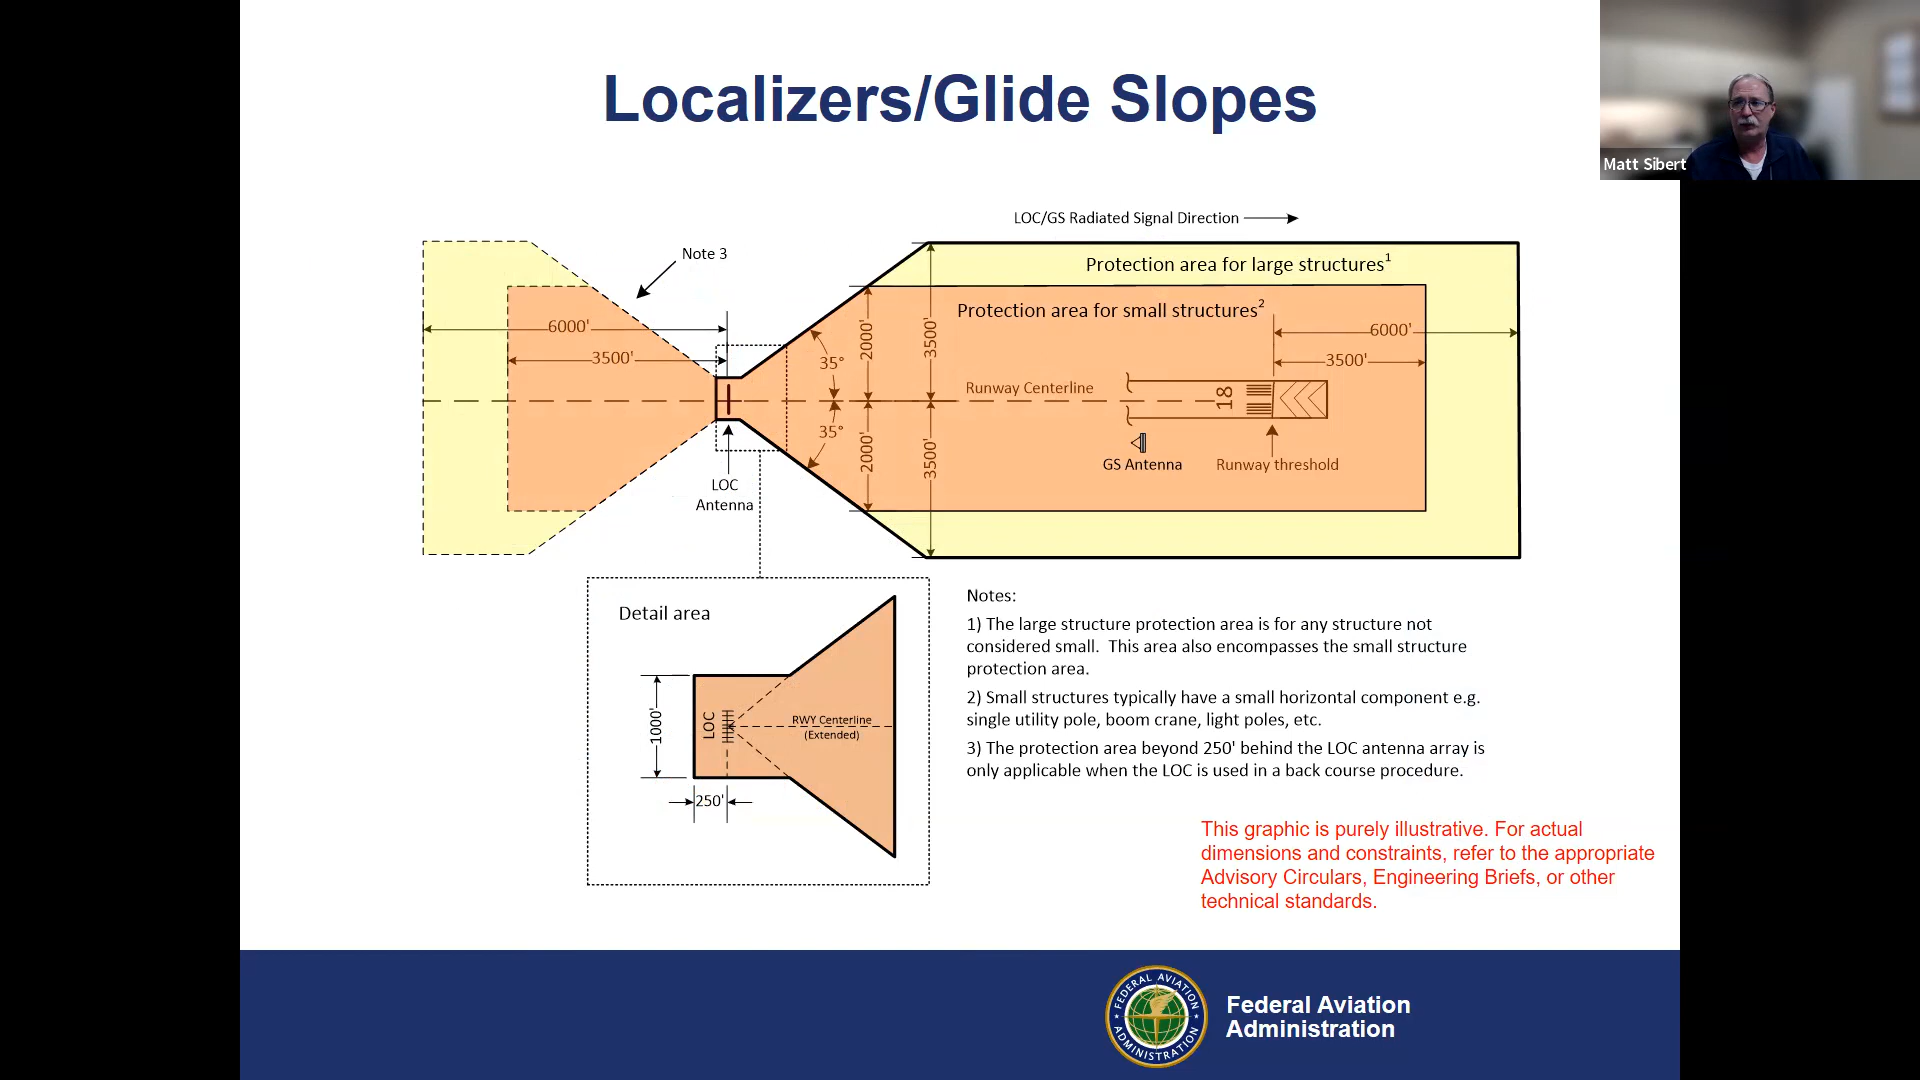 Localizers/Glide Slopes
Matt Sibert
LOC/GS Radiated Signal Direction
Note 3
Protection area for large structures1
Protection area for small structures2
6000'
3500'
6000'
3500'
2000'
3500'
35°
35°
2000'
3500'
Runway Centerline
18
GS Antenna
Runway threshold
LOC
Antenna
Detail area
1000'
LOC
RWY Centerline
(Extended)
250'
Notes:
1) The large structure protection area is for any structure not
considered small.  This area also encompasses the small structure
protection area.
2) Small structures typically have a small horizontal component e.g.
single utility pole, boom crane, light poles, etc.
3) The protection area beyond 250' behind the LOC antenna array is
only applicable when the LOC is used in a back course procedure.
This graphic is purely illustrative. For actual
dimensions and constraints, refer to the appropriate
Advisory Circulars, Engineering Briefs, or other
technical standards.
FEDERAL AVIATION
ADMINISTRATION
Federal Aviation
Administration